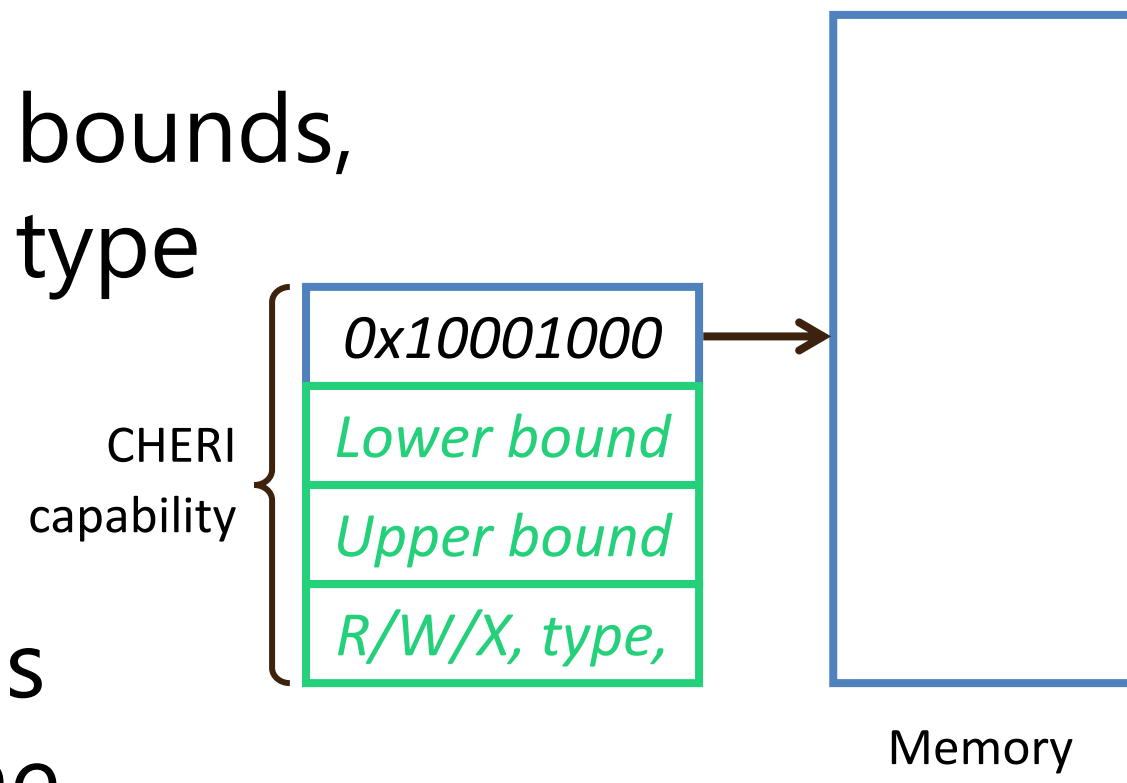 bounds,
type
0x10001000
Lower bound
CHERI
capability
Upper bound
R/W/X, type,
s
Memory